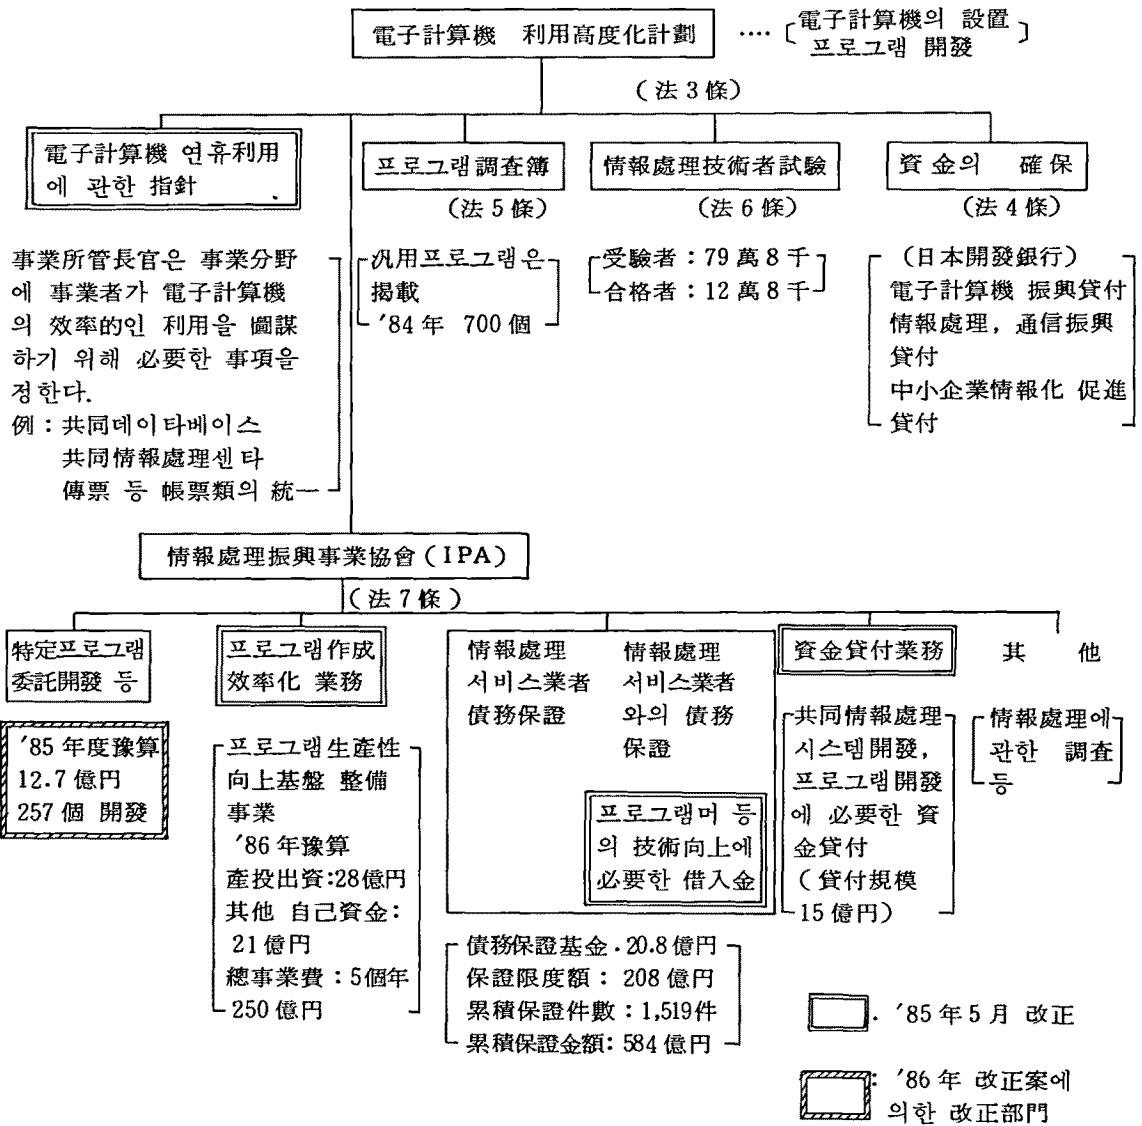 電子計算機 利用高度化計劃
····〔電子計算機의 設置
프로그램 開發〕
(法 3 條)
電子計算機 연휴利用
에 관한 指針
事業所管長官은 事業分野
에 事業者가 電子計算機
의 效率的인 利用을 圖謀
하기 위해 必要한 事項을
정한다.
例 : 共同데이타베이스
共同情報處理센타
傳票 등 帳票類의 統一
프로그램調査簿
(法 5 條)
汎用프로그램은
揭載
'84年 700個
情報處理技術者試驗
(法 6 條)
受驗者 : 79 萬 8 千
合格者 : 12 萬 8 千
資金의 確保
(法 4 條)
(日本開發銀行)
電子計算機 振興貸付
情報處理, 通信振興
貸付
中小企業情報化 促進
貸付
情報處理振興事業協會 (IPA)
(法 7 條)
特定프로그램
委託開發 등
'85 年度豫算
12.7 億円
257 個 開發
프로그램作成
效率化 業務
프로그램生產性
向上基盤 整備
事業
'86 年豫算
產投出資:28億円
其他 自己資金:
21億円
總事業費 : 5個年
250億円
情報處理
서비스業者
債務保證
情報處理
서비스業者
와의 債務
保證
프로그램머 등
의 技術向上에
必要한 借入金
債務保證基金 . 20.8 億円
保證限度額 : 208 億円
累積保證件數 : 1,519件
累積保證金額: 584 億円
資金貸付業務
共同情報處理
시스템開發,
프로그램開發
에 必要한 資
金貸付
( 貸付規模
15 億円)
其 他
情報處理에
관한 調査
등
. '85 年 5 月 改正
: '86 年 改正案에
의한 改正部門